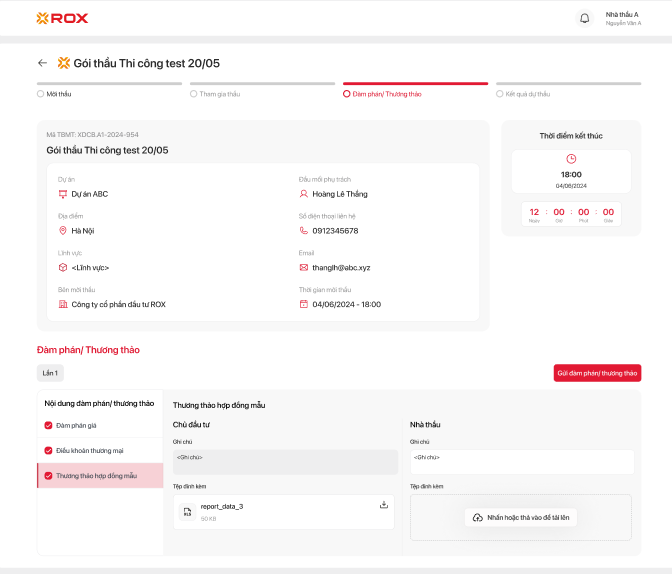 ROX
Nhà thầu A
Nguyễn Văn A
Gói thầu Thi công test 20/05
Mời thầu
Tham gia thầu
Đàm phán/ Thương thảo
Kết quả dự thầu
Mã TBMT: XDCB.A1-2024-954
Gói thầu Thi công test 20/05
Dự án
Dự án ABC
Địa điểm
Hà Nội
Lĩnh vực
<Lĩnh vực>
Bên mời thầu
Công ty cổ phần đầu tư ROX
Đầu mối phụ trách
Hoàng Lê Thắng
Số điện thoại liên hệ
0912345678
Email
thanglh@abc.xyz
Thời gian mời thầu
04/06/2024 - 18:00
Thời điểm kết thúc
18:00
04/06/2024
12 : 00 : 00 : 00
Ngày Giờ Phút Giây
Đàm phán/ Thương thảo
Lần 1
Gửi đàm phán/ thương thảo
Nội dung đàm phán/ thương thảo
Đàm phán giá
Điều khoản thương mại
Thương thảo hợp đồng mẫu
Thương thảo hợp đồng mẫu
Chủ đầu tư
Ghi chú
<Ghi chú>
Tệp đính kèm
XLS
report_data_3
90 KB
Nhà thầu
Ghi chú
<Ghi chú>
Tệp đính kèm
Nhấn hoặc thả vào để tải lên